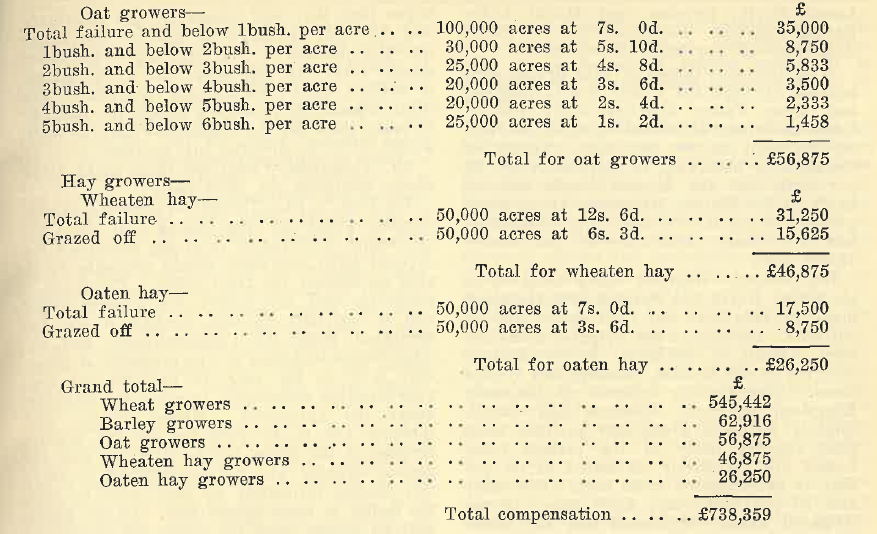 Oat growers— £
Total failure and below 1bush. per acre .. .. 100,000 acres at 7s. 0d. .. .. .. .. 35,000
1bush. and below 2bush. per acre .. .. .. 30,000 acres at 5s. 10d. .. .. .. .. 8,750
2bush. and below 3bush. per acre .. .. .. 25,000 acres at 4s. 8d. .. .. .. .. 5,833
3bush. and below 4bush. per acre .. .. .. 20,000 acres at 3s. 6d. .. .. .. .. 3,500
4bush. and below 5bush. per acre .. .. .. 20,000 acres at 2s. 4d. .. .. .. .. 2,333
5bush. and below 6bush. per acre .. .. .. 25,000 acres at 1s. 2d. .. .. .. .. 1,458
Total for oat growers .. .. .. £56,875
Hay growers—
Wheaten hay— £
Total failure .. .. .. .. .. .. .. .. .. 50,000 acres at 12s. 6d. .. .. .. .. 31,250
Grazed off .. .. .. .. .. .. .. .. .. 50,000 acres at 6s. 3d. .. .. .. .. 15,625
Total for wheaten hay .. .. .. £46,875
Oaten hay—
Total failure .. .. .. .. .. .. .. .. .. 50,000 acres at 7s. 0d. .. .. .. .. 17,500
Grazed off .. .. .. .. .. .. .. .. .. 50,000 acres at 3s. 6d. .. .. .. .. 8,750
Total for oaten hay .. .. .. .. £26,250
Grand total— £
Wheat growers .. .. .. .. .. .. .. .. .. .. .. .. .. .. .. 545,442
Barley growers .. .. .. .. .. .. .. .. .. .. .. .. .. .. .. 62,916
Oat growers .. .. .. .. .. .. .. .. .. .. .. .. .. .. .. .. 56,875
Wheaten hay growers .. .. .. .. .. .. .. .. .. .. .. .. .. 46,875
Oaten hay growers .. .. .. .. .. .. .. .. .. .. .. .. .. .. 26,250
Total compensation .. .. .. £738,359